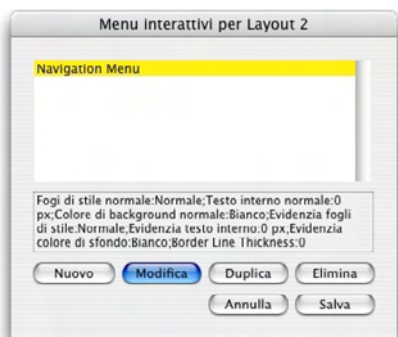 Menu interattivi per Layout 2
Navigation Menu
Fogi di stile normale:Normale;Testo interno normale:0
px;Colore di background normale:Bianco;Evidenzia fogli
di stile:Normale;Evidenzia testo interno:0 px;Evidenzia
colore di sfondo:Bianco;Border Line Thickness:0
Nuovo Modifica Duplica Elimina
Annulla Salva